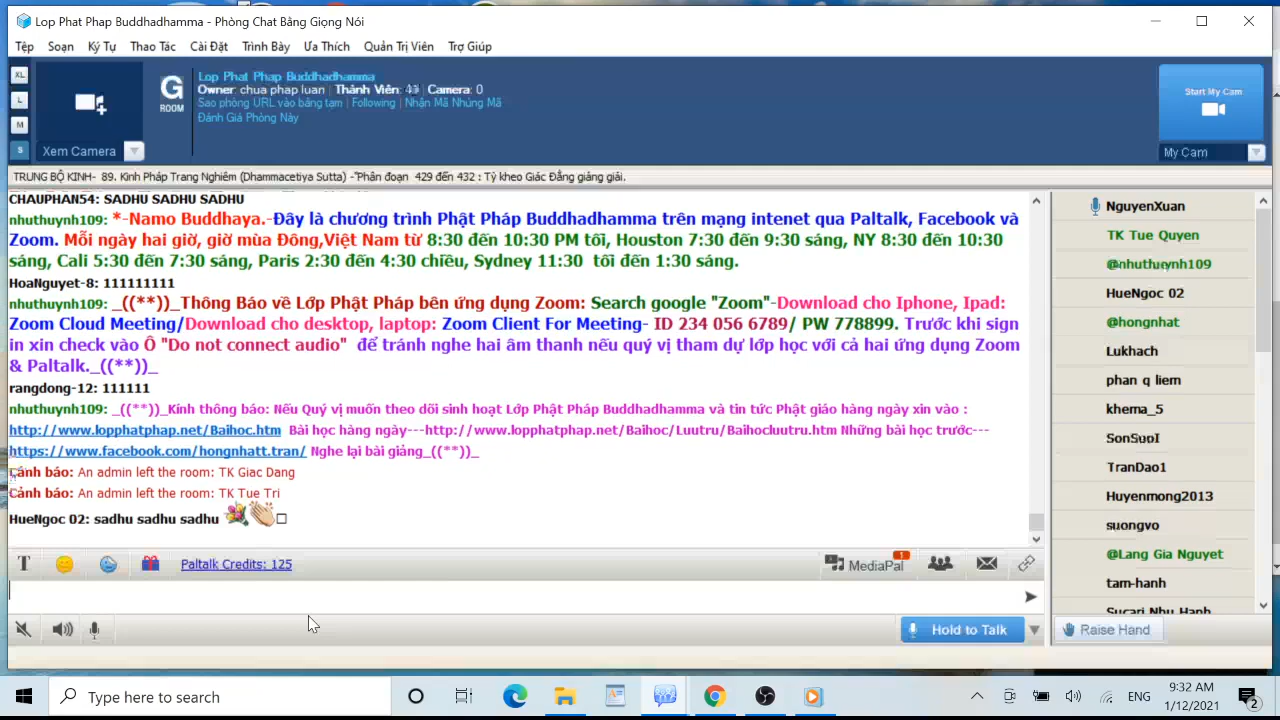 Lop Phat Phap Buddhadhamma - Phòng Chat Bằng Giọng Nói
Tệp Soạn Ký Tự Thao Tác Cài Đặt Trình Bày Ưa Thích Quản Trị Viên Trợ Giúp
XL
L
M
S
Xem Camera
G
ROOM
Lop Phat Phap Buddhadhamma
Owner: chua phap luan | Thành Viên: Camera: 0
Sao phòng URL vào bảng tạm | Following | Nhận Mã Nhúng Mã
Đánh Giá Phòng Này
Start My Cam
My Cam
TRUNG BỘ KINH- 89. Kinh Pháp Trang Nghiêm (Dhammacetiya Sutta) -"Phân đoạn 429 đến 432 : Tỳ kheo Giác Đẳng giảng giải.
CHAUPHAN54: SADHU SADHU SADHU
nhuthuynh109: *-Namo Buddhaya.-Đây là chương trình Phật Pháp Buddhadhamma trên mạng intenet qua Paltalk, Facebook và
Zoom. Mỗi ngày hai giờ, giờ mùa Đông,Việt Nam từ 8:30 đến 10:30 PM tối, Houston 7:30 đến 9:30 sáng, NY 8:30 đến 10:30
sáng, Cali 5:30 đến 7:30 sáng, Paris 2:30 đến 4:30 chiều, Sydney 11:30 tối đến 1:30 sáng.
HoaNguyet-8: 111111111
nhuthuynh109: _((**))_Thông Báo về Lớp Phật Pháp bên ứng dụng Zoom: Search google "Zoom"-Download cho Iphone, Ipad:
Zoom Cloud Meeting/Download cho desktop, laptop: Zoom Client For Meeting- ID 234 056 6789/ PW 778899. Trước khi sign
in xin check vào Ô "Do not connect audio" để tránh nghe hai âm thanh nếu quý vị tham dự lớp học với cả hai ứng dụng Zoom
& Paltalk._((**))_
rangdong-12: 111111
nhuthuynh109: _((**))_Kính thông báo: Nếu Quý vị muốn theo dõi sinh hoạt Lớp Phật Pháp Buddhadhamma và tin tức Phật giáo hàng ngày xin vào :
http://www.lopphatphap.net/Baihoc.htm Bài học hàng ngày---http://www.lopphatphap.net/Baihoc/Luutru/Baihocluutru.htm Những bài học trước---
https://www.facebook.com/hongnhatt.tran/ Nghe lại bài giảng_((**))_
Cảnh báo: An admin left the room: TK Giac Dang
Cảnh báo: An admin left the room: TK Tue Tri
HueNgoc 02: sadhu sadhu sadhu
NguyenXuan
TK Tue Quyen
@nhuthuynh109
HueNgoc 02
@hongnhat
Lukhach
phan q liem
khema_5
SonSuoI
TranDao1
Huyenmong2013
suongvo
@Lang Gia Nguyet
tam-hanh
Sucari Nhu Hanh
T Paltalk Credits: 125 MediaPal 1
Hold to Talk
Raise Hand
Type here to search
ENG
9:32 AM
1/12/2021
2